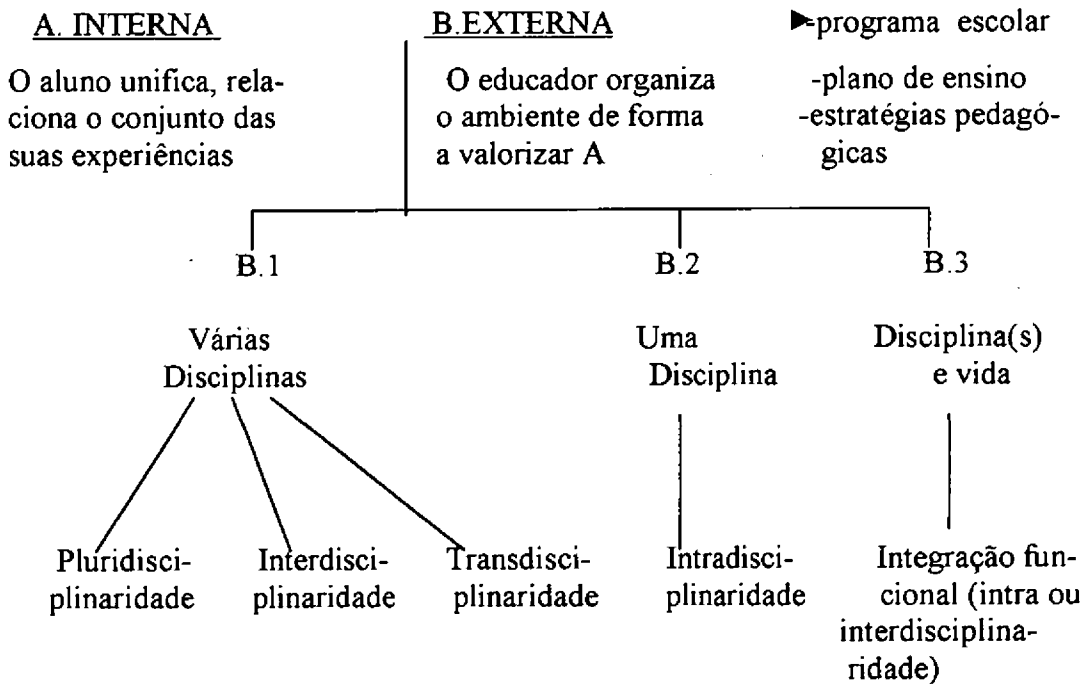 A. INTERNA
O aluno unifica, rela-
ciona o conjunto das
suas experiências
B.EXTERNA
O educador organiza
o ambiente de forma
a valorizar A
►-programa escolar
-plano de ensino
-estratégias pedagó-
gicas
B.1
B.2
B.3
Várias
Disciplinas
Uma
Disciplina
Disciplina(s)
e vida
Pluridisci-
plinaridade
Interdisci-
plinaridade
Transdisci-
plinaridade
Intradisci-
plinaridade
Integração fun-
cional (intra ou
interdisciplina-
ridade)